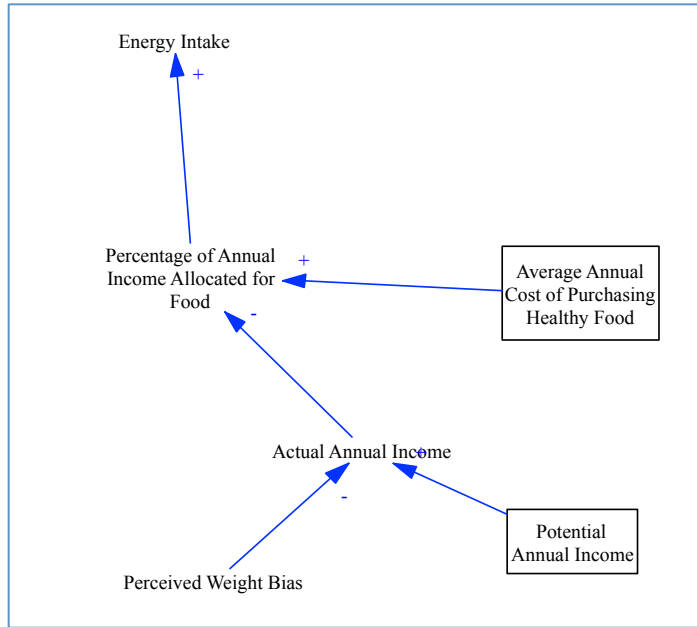 Energy Intake
+
Percentage of Annual
Income Allocated for
Food
+
-
Average Annual
Cost of Purchasing
Healthy Food
Actual Annual Income
+
-
Potential
Annual Income
Perceived Weight Bias